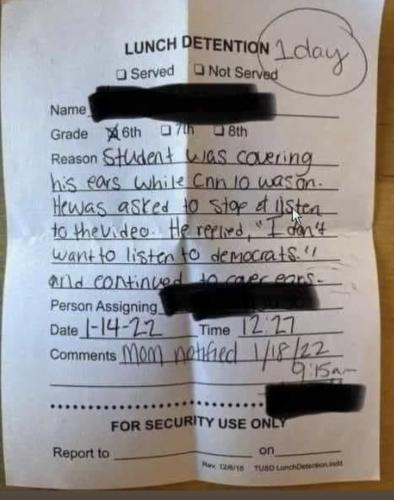 LUNCH DETENTION 1 day
☐ Served ☐ Not Served
Name
Grade ☒ 6th ☐ 7th ☐ 8th
Reason Student was covering
his ears while Cnn 10 was on.
He was asked to stop & listen
to the video. He replied, "I don't
want to listen to democrats."
and continued to cover ears.
Person Assigning
Date 1-14-22 Time 12:27
Comments Mom notified 1/18/22
9:15am
FOR SECURITY USE ONLY
Report to on
Rev. 12/6/16 TUSD LunchDetention.indd